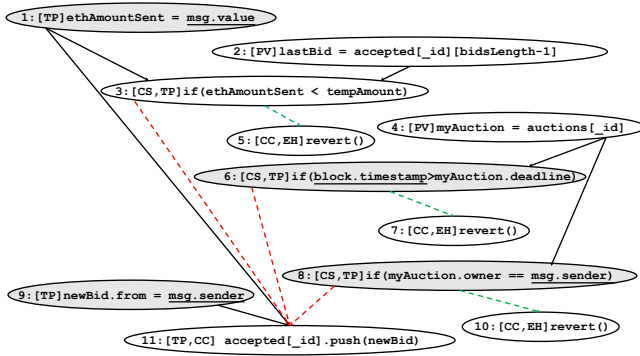 1:[TP]ethAmountSent = msg.value
2:[PV]lastBid = accepted[_id][bidsLength-1]
3:[CS,TP]if(ethAmountSent < tempAmount)
4:[PV]myAuction = auctions[_id]
5:[CC,EH]revert()
6:[CS,TP]if(block.timestamp>myAuction.deadline)
7:[CC,EH]revert()
8:[CS,TP]if(myAuction.owner == msg.sender)
9:[TP]newBid.from = msg.sender
10:[CC,EH]revert()
11:[TP,CC] accepted[_id].push(newBid)